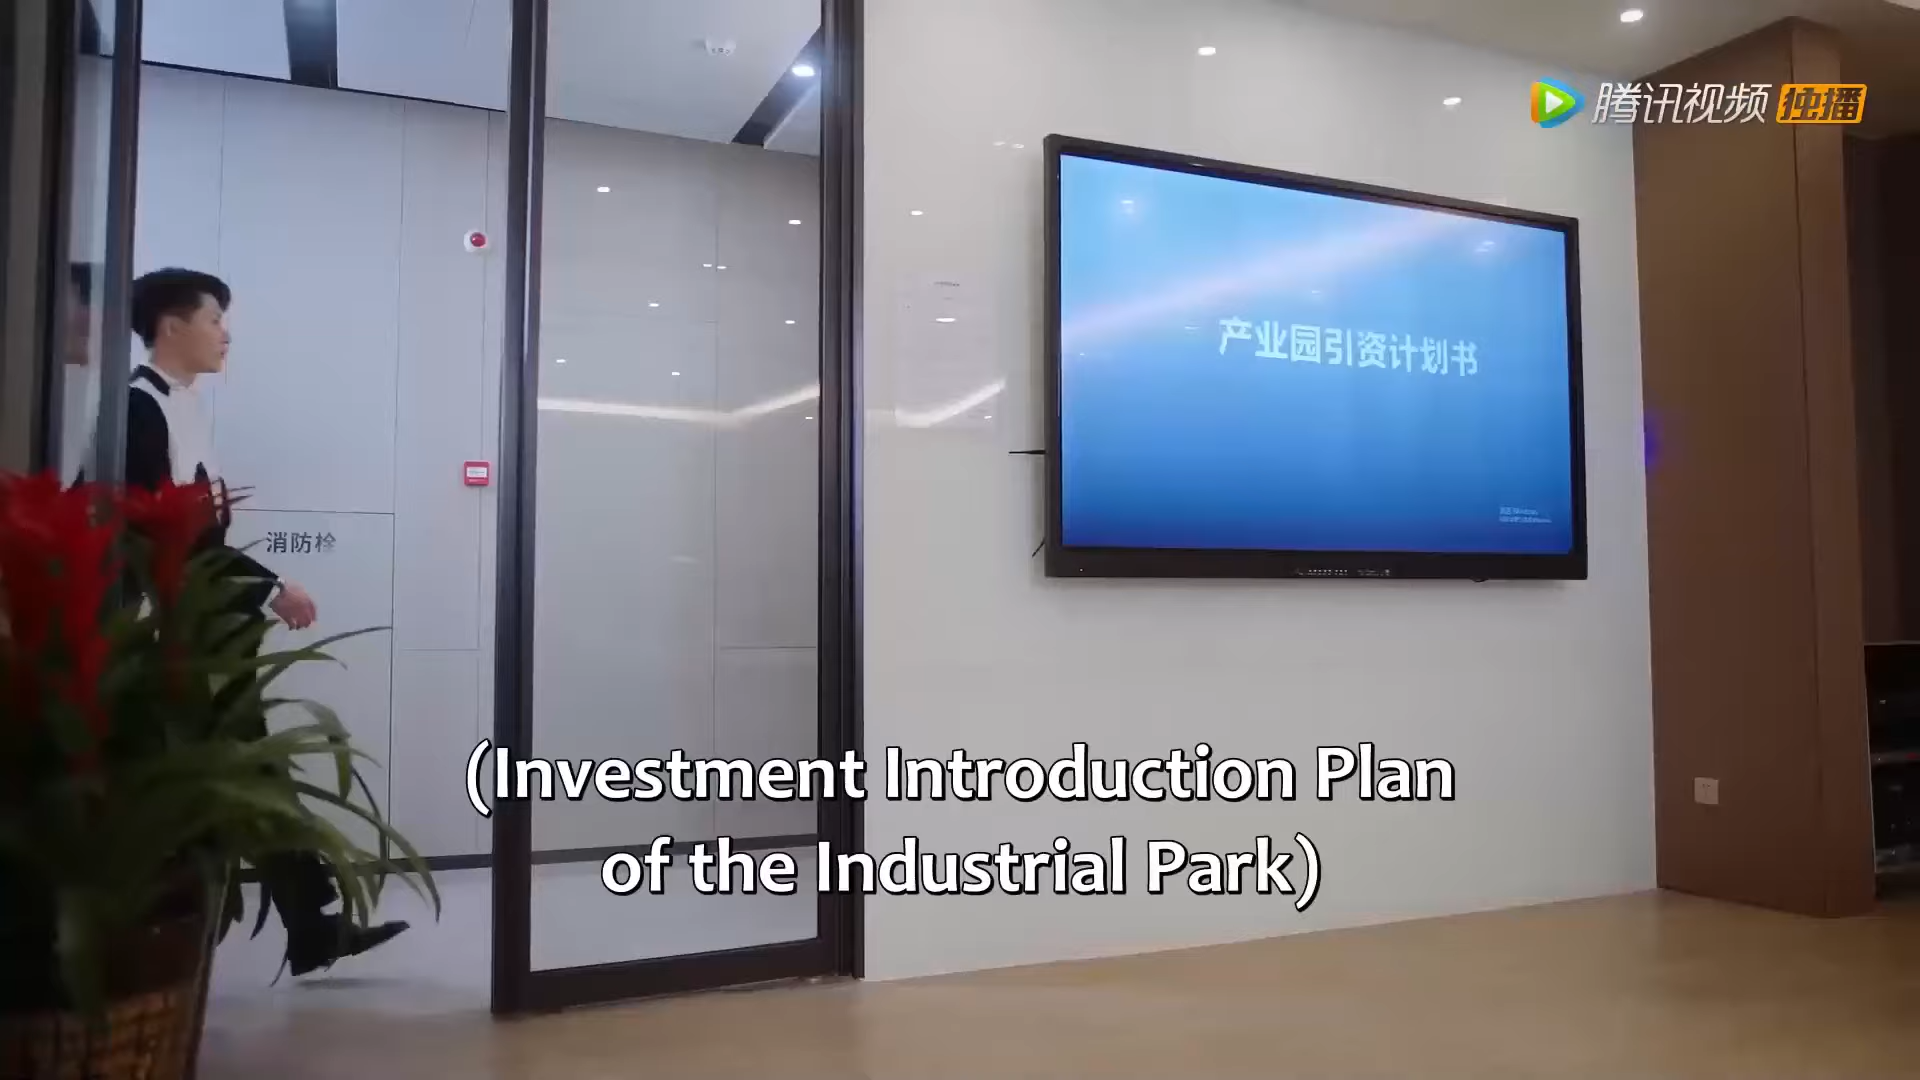 腾讯视频 独播
产业园引资计划书
消防栓
(Investment Introduction Plan
of the Industrial Park)